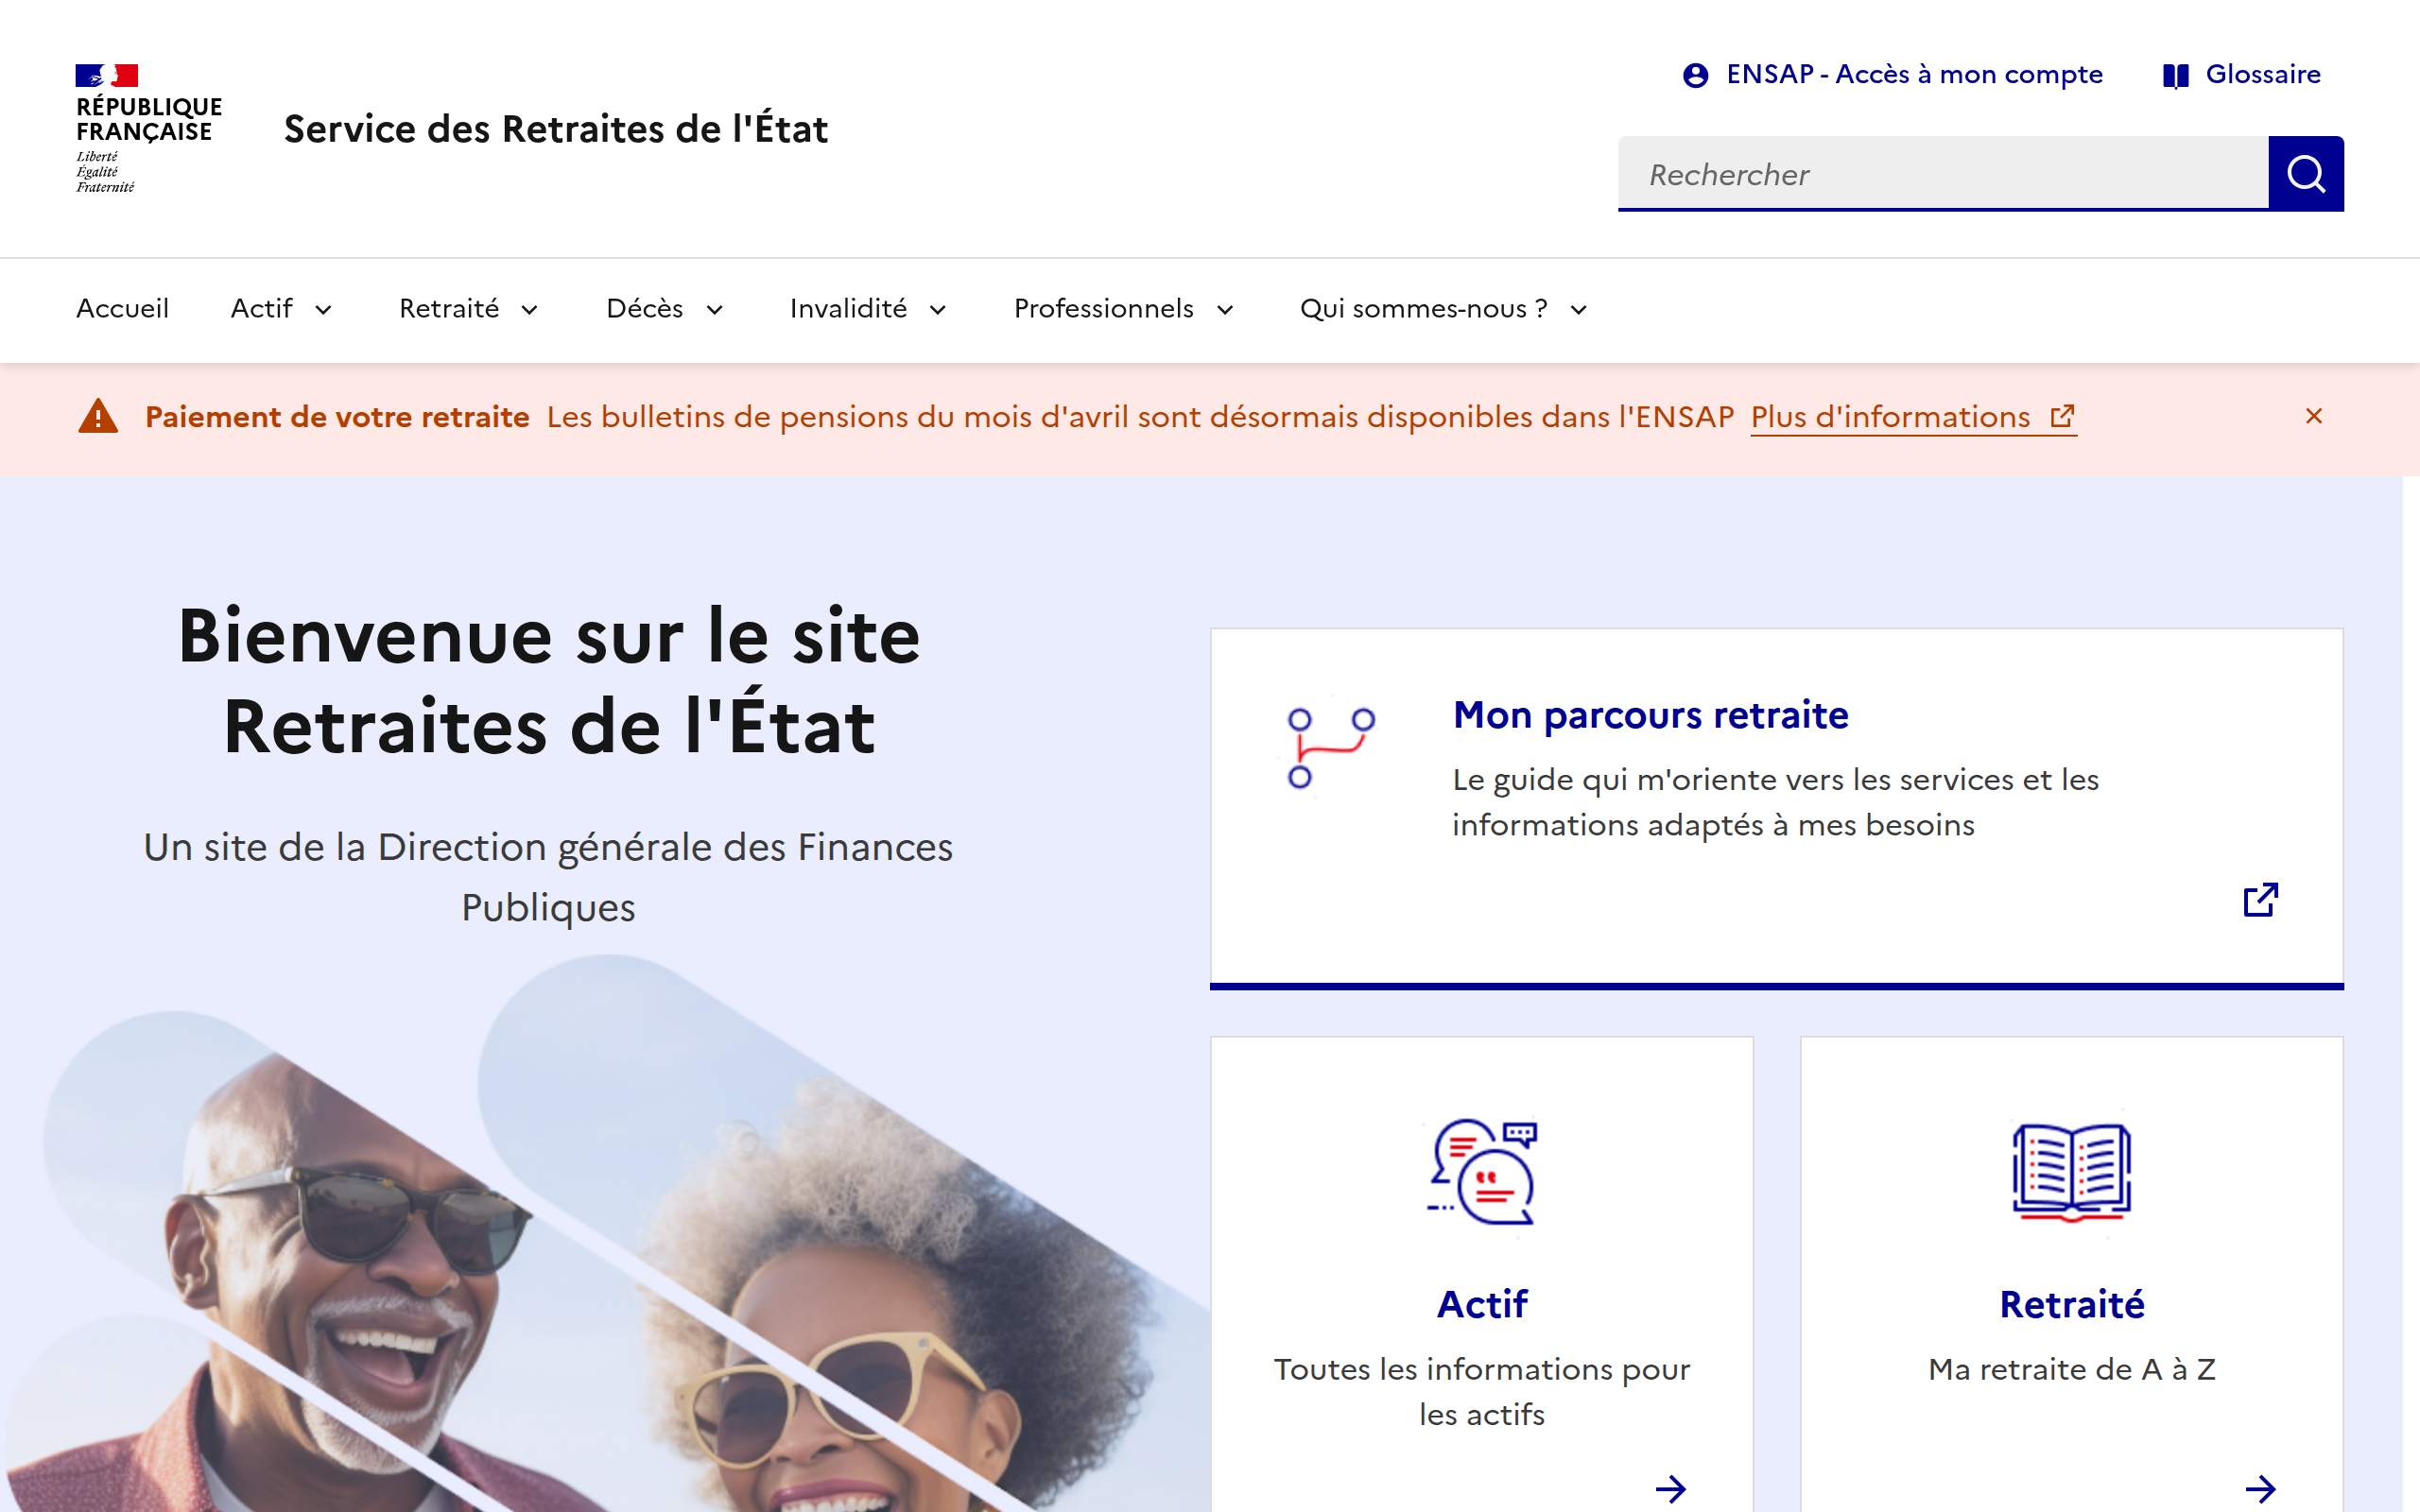 RÉPUBLIQUE
FRANÇAISE
Liberté
Égalité
Fraternité
Service des Retraites de l'État
ENSAP - Accès à mon compte
Glossaire
Rechercher
Accueil
Actif
Retraité
Décès
Invalidité
Professionnels
Qui sommes-nous ?
Paiement de votre retraite Les bulletins de pensions du mois d'avril sont désormais disponibles dans l'ENSAP Plus d'informations
Bienvenue sur le site
Retraites de l'État
Un site de la Direction générale des Finances
Publiques
Mon parcours retraite
Le guide qui m'oriente vers les services et les
informations adaptés à mes besoins
Actif
Toutes les informations pour
les actifs
Retraité
Ma retraite de A à Z